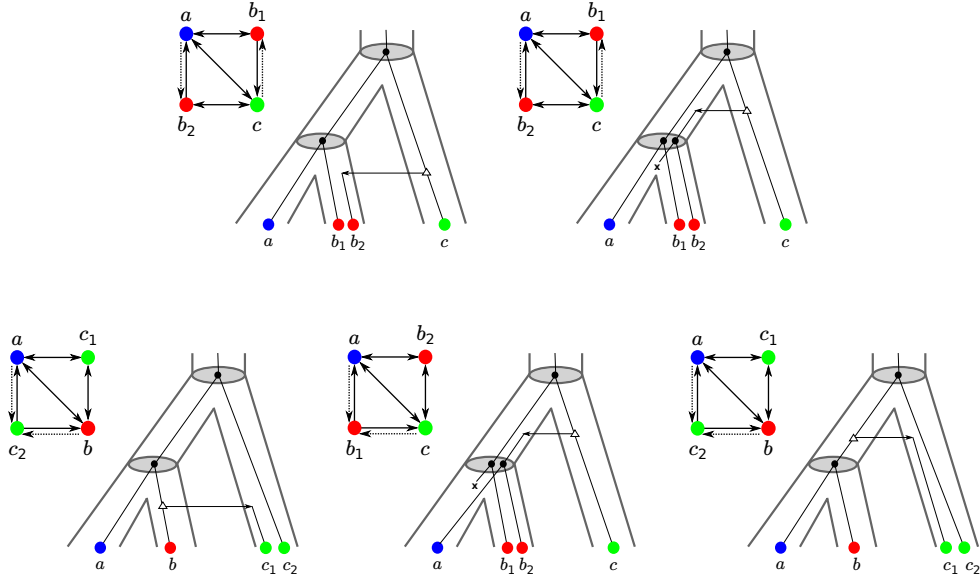 a b₁
b₂ c
a b₁ b₂ c
a b₁
b₂ c
x
a b₁ b₂ c
a c₁
c₂ b
a b c₁ c₂
a b₂
b₁ c
x
a b₁ b₂ c
a c₁
c₂ b
a b c₁ c₂